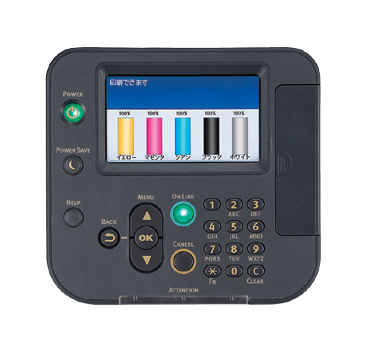 印刷できます
100% 100% 100% 100% 100%
イエロー マゼンタ シアン ブラック ホワイト
POWER
POWER SAVE
HELP
MENU
ON LINE
BACK
OK
CANCEL
ATTENTION
1 2 3
ABC DEF
4 5 6
GHI JKL MNO
7 8 9
PQRS TUV WXYZ
* 0 C
Fn CLEAR